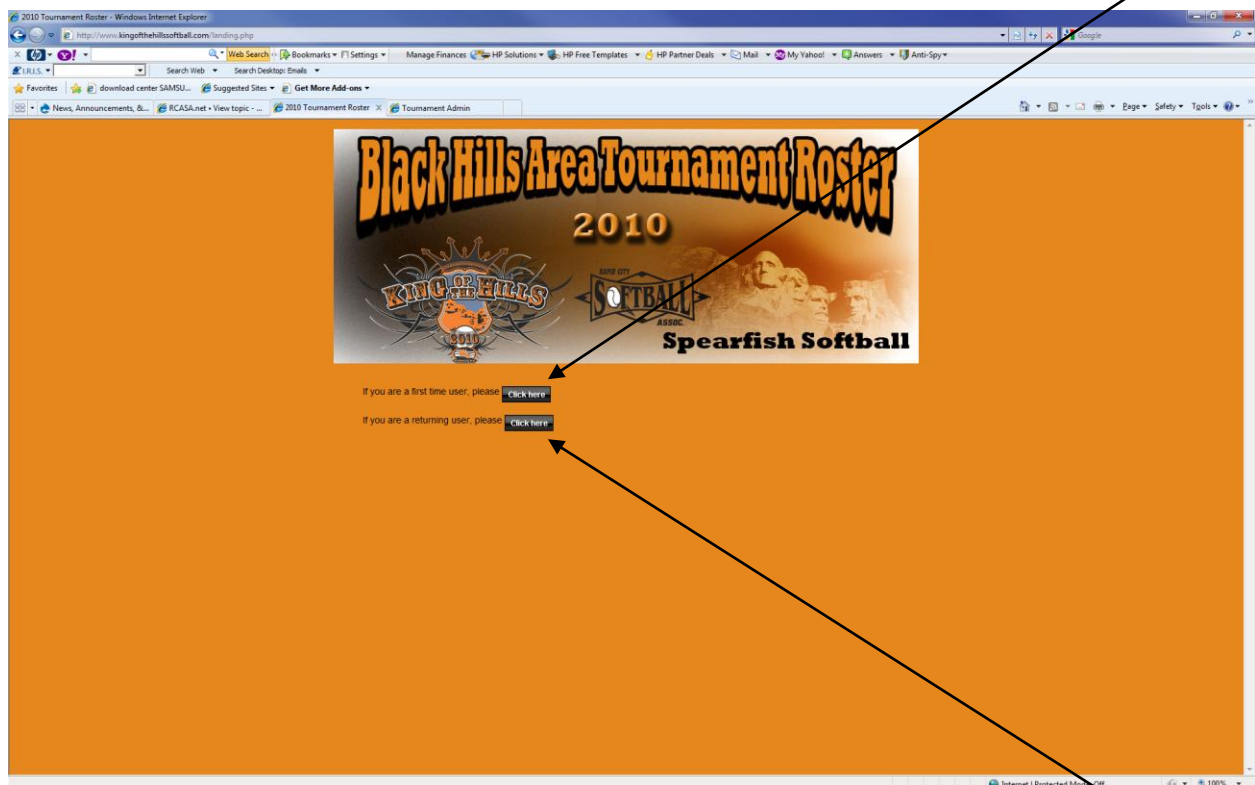 2010 Tournament Roster - Windows Internet Explorer
http://www.kingofthehillssoftball.com/landing.php
Google
Web Search
Bookmarks
Settings
Manage Finances
HP Solutions
HP Free Templates
HP Partner Deals
Mail
My Yahoo!
Answers
Anti-Spy
I.R.I.S.
Search Web
Search Desktop: Emails
Favorites
download center SAMSU...
Suggested Sites
Get More Add-ons
News, Announcements, &...
RCASA.net • View topic - ...
2010 Tournament Roster
Tournament Admin
Page
Safety
Tools
Black Hills Area Tournament Roster
2010
KING OF THE HILLS
2010
RAPID CITY
SOFTBALL
ASSOC.
Spearfish Softball
If you are a first time user, please Click here
If you are a returning user, please Click here
Internet | Protected Mode: Off
100%